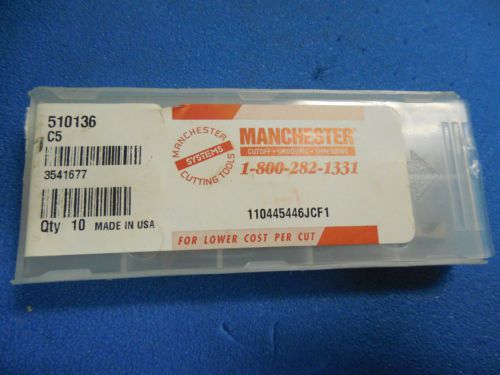 510136
C5
3541677
Qty 10 MADE IN USA
MANCHESTER
SYSTEMS
CUTTING TOOLS
MANCHESTER®
CUTOFF • GROOVING • THREADING
1-800-282-1331
110445446JCF1
FOR LOWER COST PER CUT